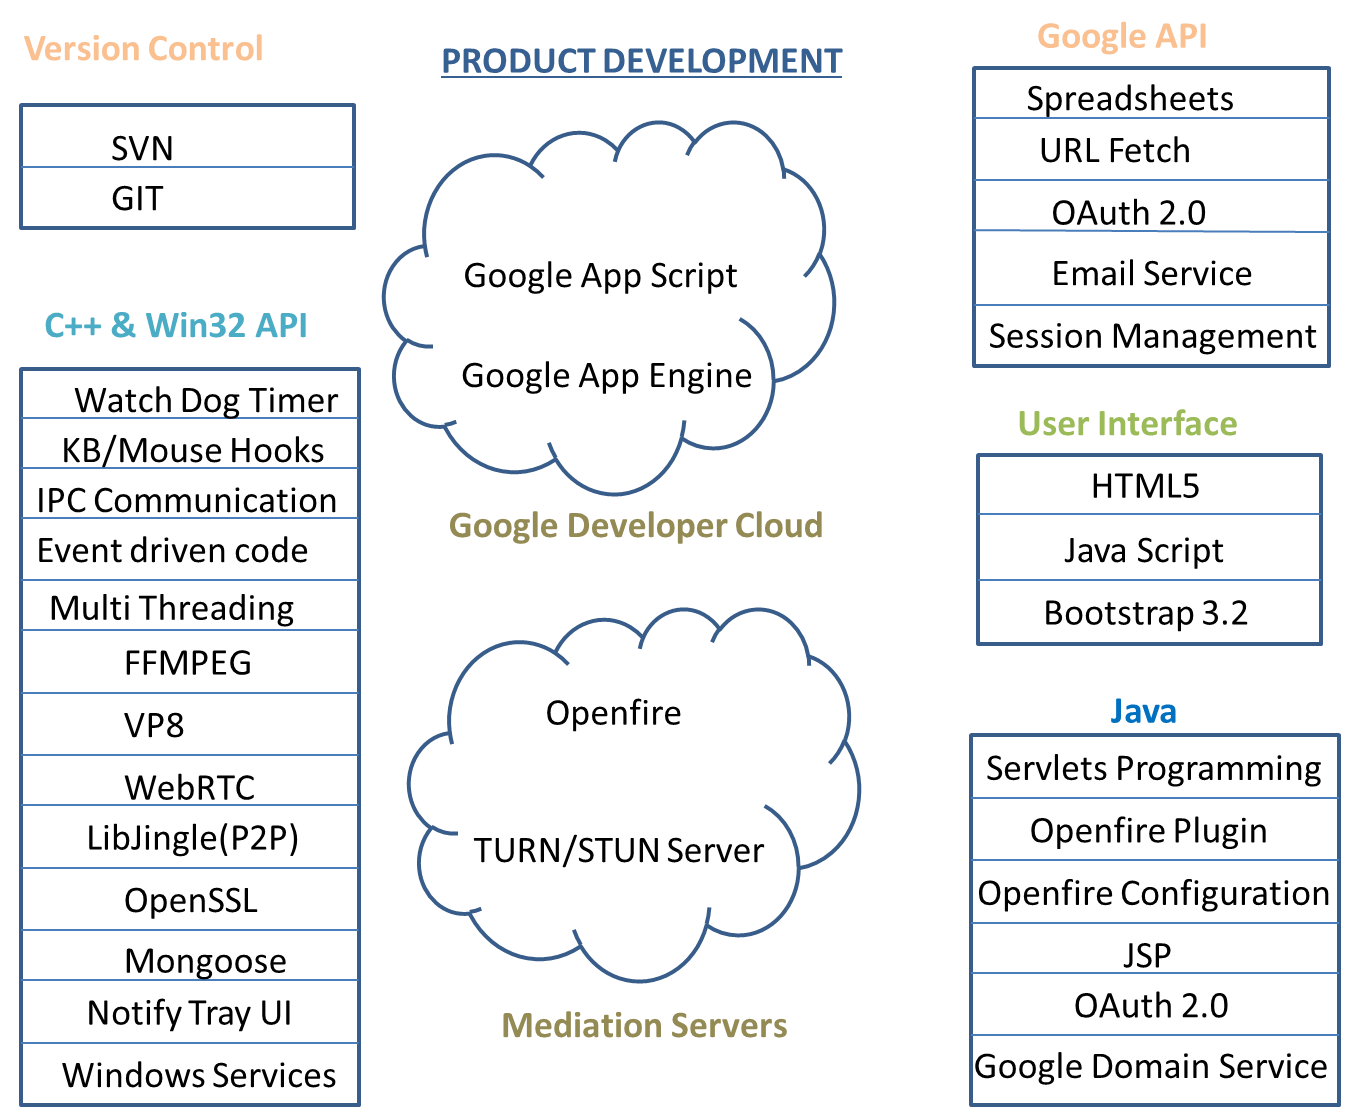 Version Control
SVN
GIT
C++ & Win32 API
Watch Dog Timer
KB/Mouse Hooks
IPC Communication
Event driven code
Multi Threading
FFMPEG
VP8
WebRTC
LibJingle(P2P)
OpenSSL
Mongoose
Notify Tray UI
Windows Services
PRODUCT DEVELOPMENT
Google App Script
Google App Engine
Google Developer Cloud
Openfire
TURN/STUN Server
Mediation Servers
Google API
Spreadsheets
URL Fetch
OAuth 2.0
Email Service
Session Management
User Interface
HTML5
Java Script
Bootstrap 3.2
Java
Servlets Programming
Openfire Plugin
Openfire Configuration
JSP
OAuth 2.0
Google Domain Service